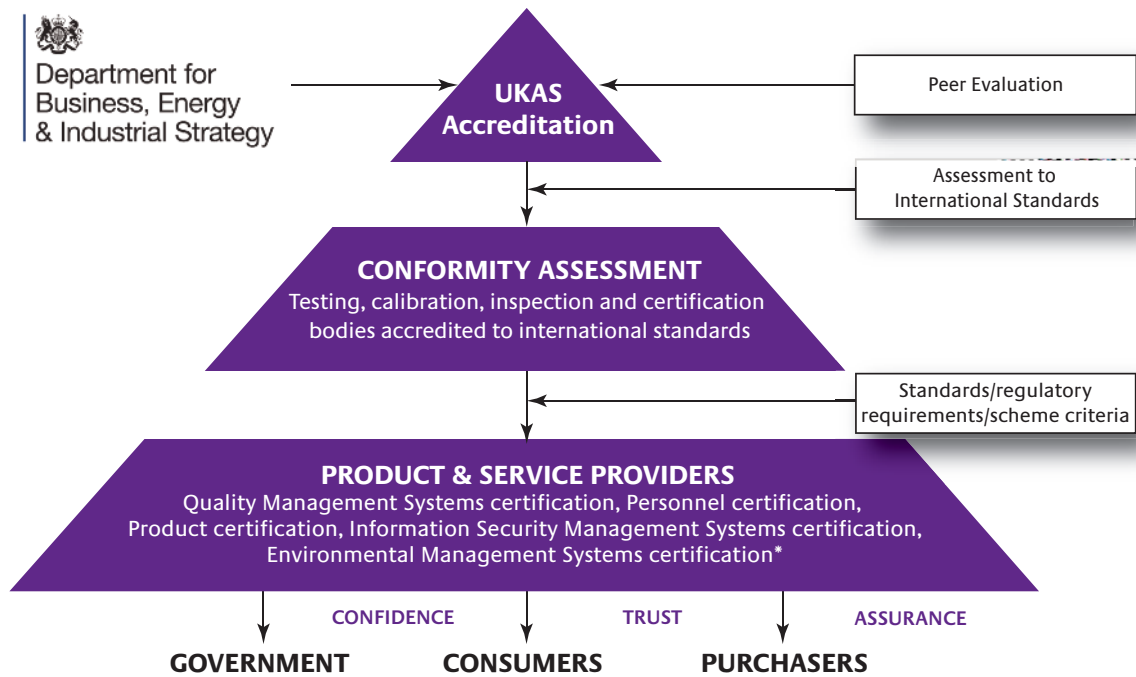 Department for
Business, Energy
& Industrial Strategy
UKAS
Accreditation
Peer Evaluation
Assessment to
International Standards
CONFORMITY ASSESSMENT
Testing, calibration, inspection and certification
bodies accredited to international standards
Standards/regulatory
requirements/scheme criteria
PRODUCT & SERVICE PROVIDERS
Quality Management Systems certification, Personnel certification,
Product certification, Information Security Management Systems certification,
Environmental Management Systems certification*
CONFIDENCE TRUST ASSURANCE
GOVERNMENT CONSUMERS PURCHASERS